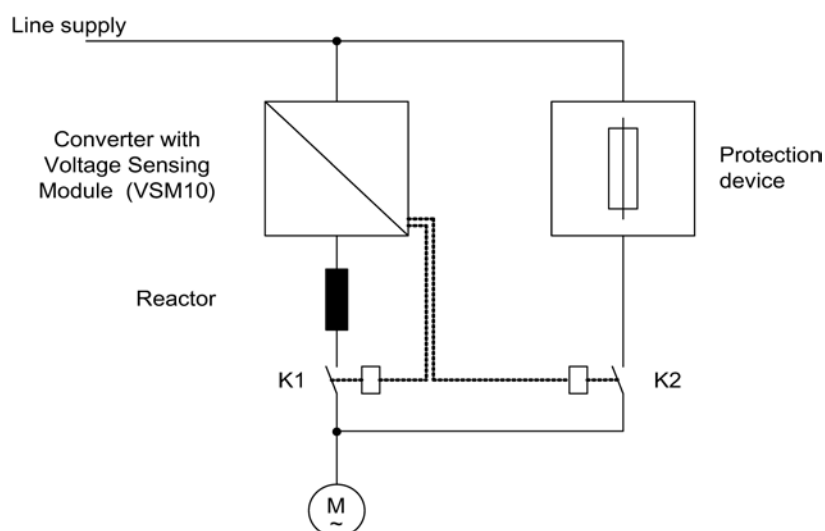 Line supply
Converter with
Voltage Sensing
Module (VSM10)
Protection
device
Reactor
K1
K2
M
~